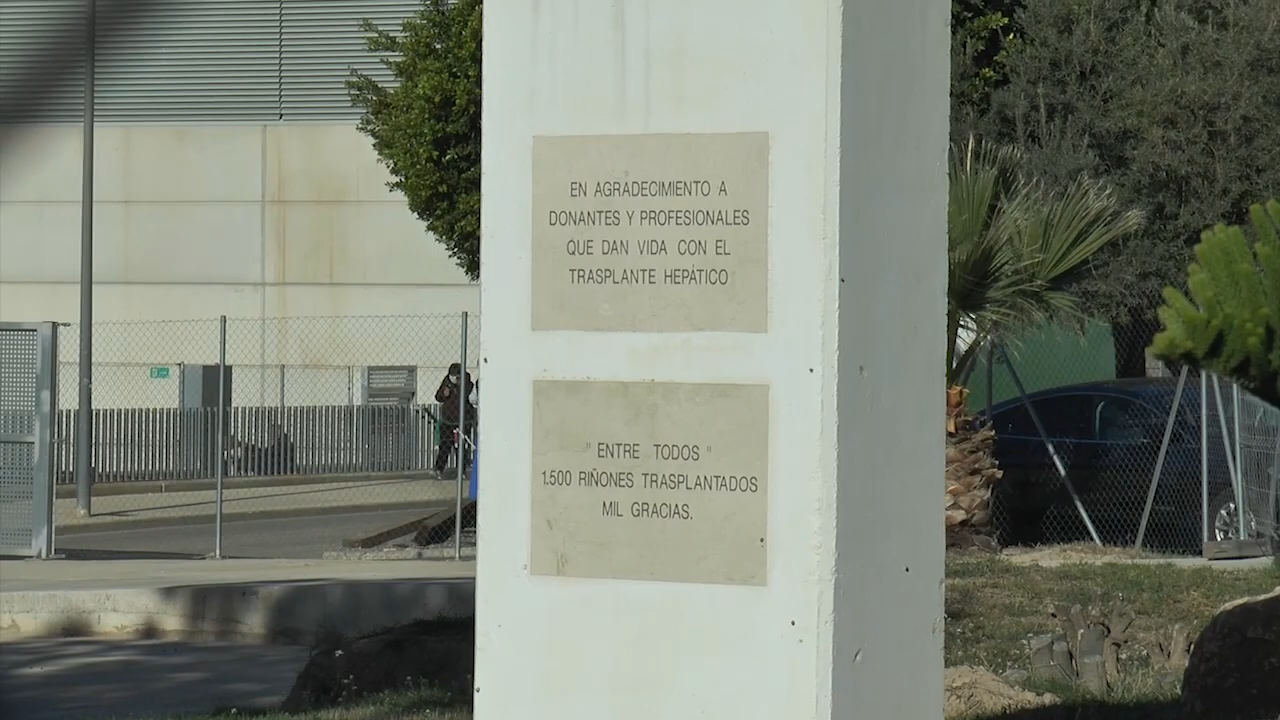 EN AGRADECIMIENTO A
DONANTES Y PROFESIONALES
QUE DAN VIDA CON EL
TRASPLANTE HEPÁTICO
" ENTRE TODOS "
1.500 RIÑONES TRASPLANTADOS
MIL GRACIAS.